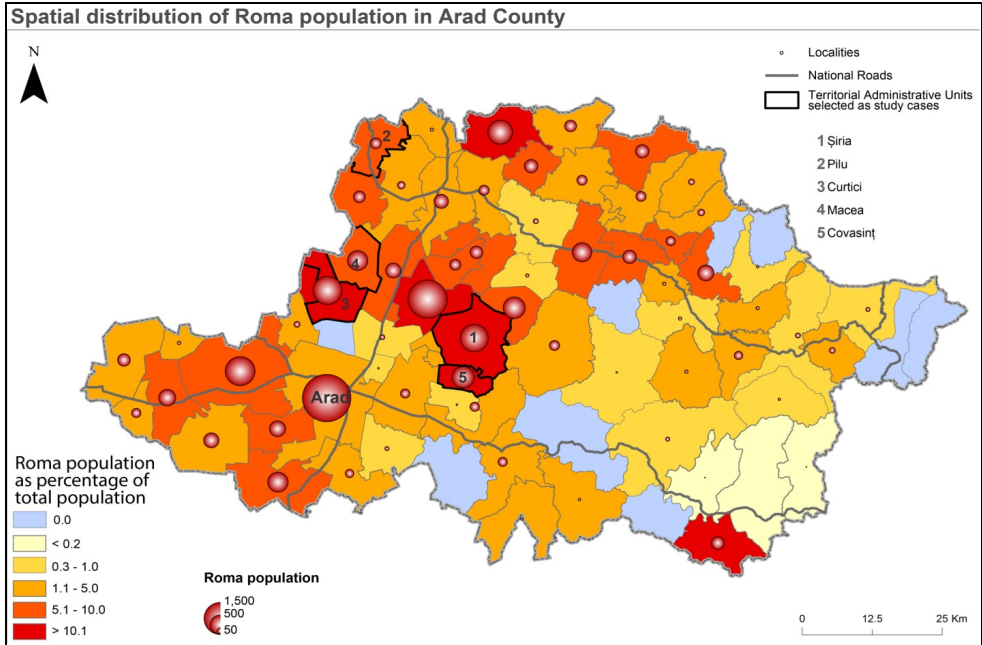 Spatial distribution of Roma population in Arad County
N
Localities
National Roads
Territorial Administrative Units
selected as study cases
1 Șiria
2 Pilu
3 Curtici
4 Macea
5 Covasinț
2
4
3
1
5
Arad
Roma population
as percentage of
total population
0.0
< 0.2
0.3 - 1.0
1.1 - 5.0
5.1 - 10.0
> 10.1
Roma population
1,500
500
50
0 12.5 25 Km